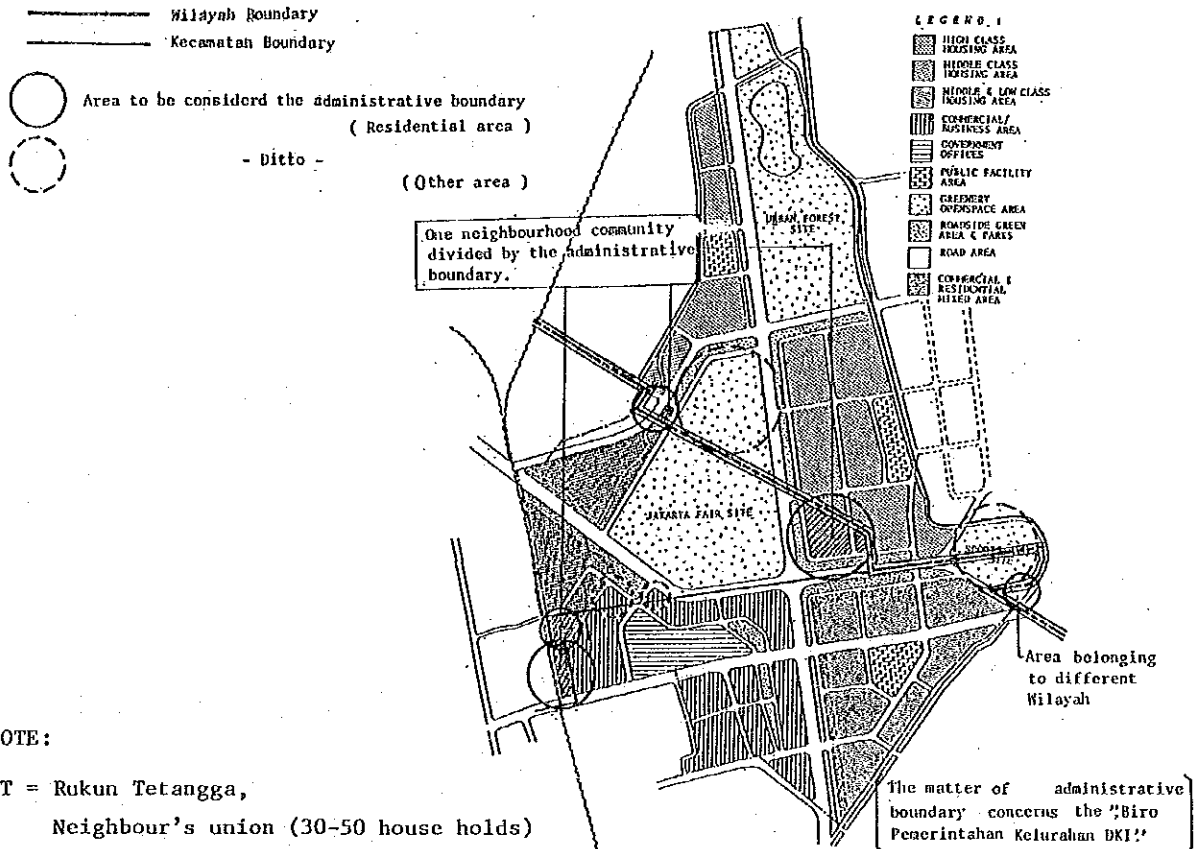 Wilayah Boundary
Kecamatan Boundary
Area to be considerd the administrative boundary
( Residential area )
- Ditto -
( Other area )
One neighbourhood community
divided by the administrative
boundary.
LEGEND
HIGH CLASS
HOUSING AREA
MIDDLE CLASS
HOUSING AREA
MIDDLE & LOW CLASS
HOUSING AREA
COMMERCIAL/
BUSINESS AREA
GOVERNMENT
OFFICES
PUBLIC FACILITY
AREA
GREENERY
OPENSPACE AREA
ROADSIDE GREEN
AREA & PARKS
ROAD AREA
COMMERCIAL &
RESIDENTIAL
MIXED AREA
URBAN FOREST
SITE
JAKARTA FAIR SITE
Area belonging
to different
Wilayah
OTE:
T = Rukun Tetangga,
Neighbour's union (30-50 house holds)
The matter of administrative
boundary concerns the "Biro
Pemerintahan Kelurahan DKI"